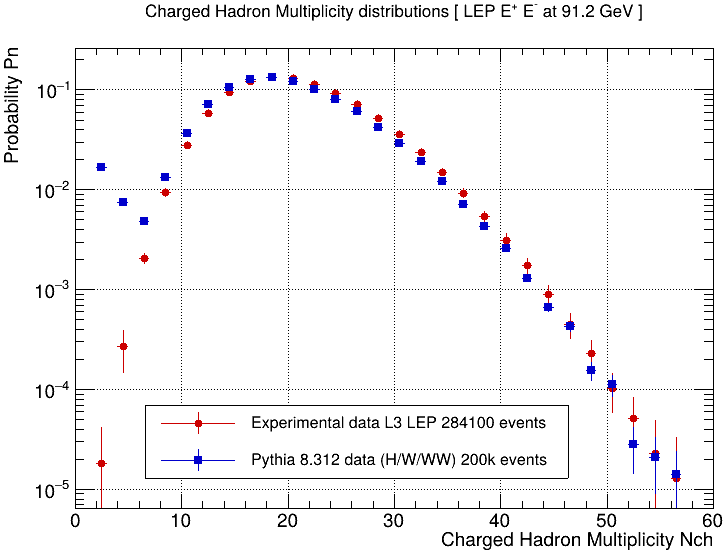 Charged Hadron Multiplicity distributions [ LEP E⁺ E⁻ at 91.2 GeV ]
Probability Pn
10⁻¹
10⁻²
10⁻³
10⁻⁴
10⁻⁵
Experimental data L3 LEP 284100 events
Pythia 8.312 data (H/W/WW) 200k events
0 10 20 30 40 50 60
Charged Hadron Multiplicity Nch